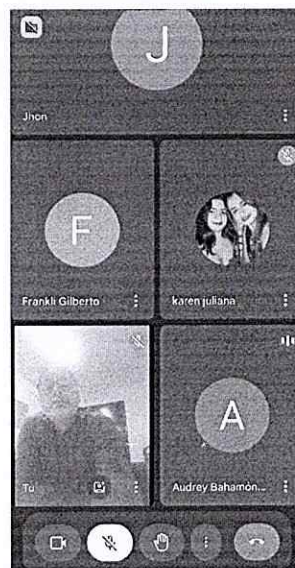 J
Jhon
F
Frankli Gilberto
karen juliana
Tú
A
Audrey Bahamón...